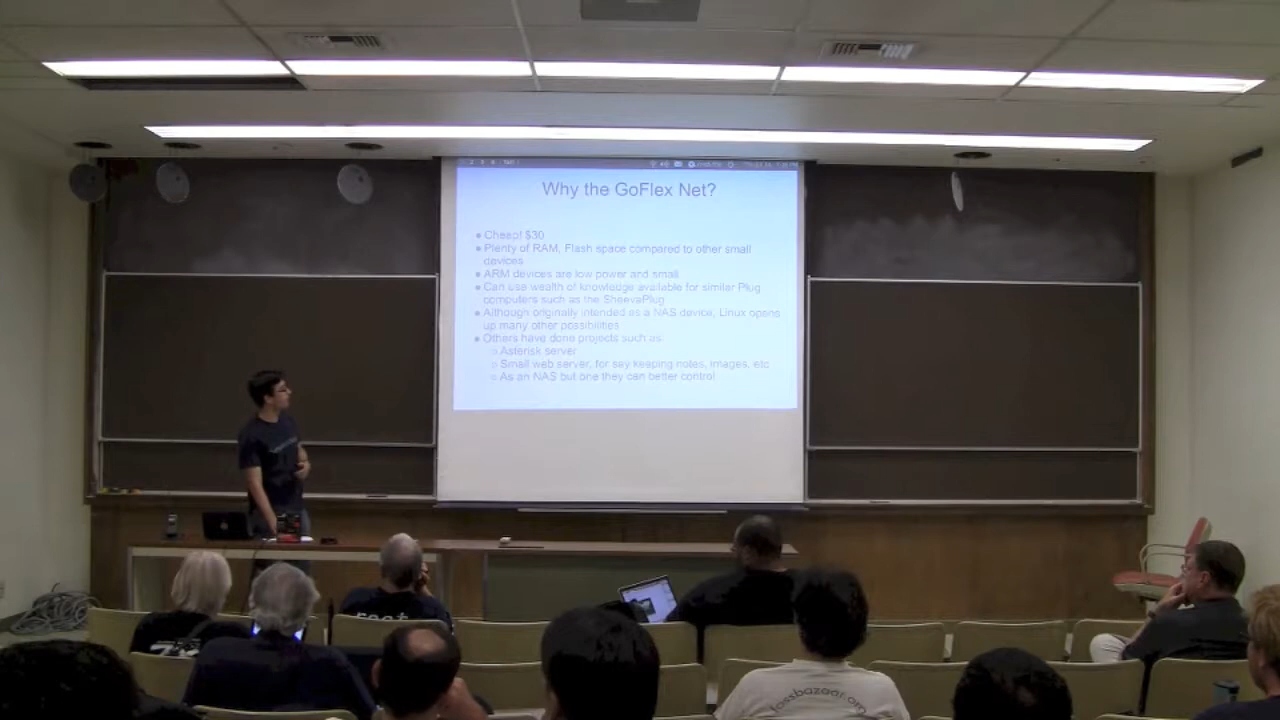 Why the GoFlex Net?
Cheap! $30
Plenty of RAM, Flash space compared to other small
devices
ARM devices are low power and small
Can use wealth of knowledge available for similar Plug
computers such as the SheevaPlug
Although originally intended as a NAS device, Linux opens
up many other possibilities
Others have done projects such as:
Asterisk server
Small web server, for say keeping notes, images, etc
As an NAS but one they can better control
root
fossbazaar.org